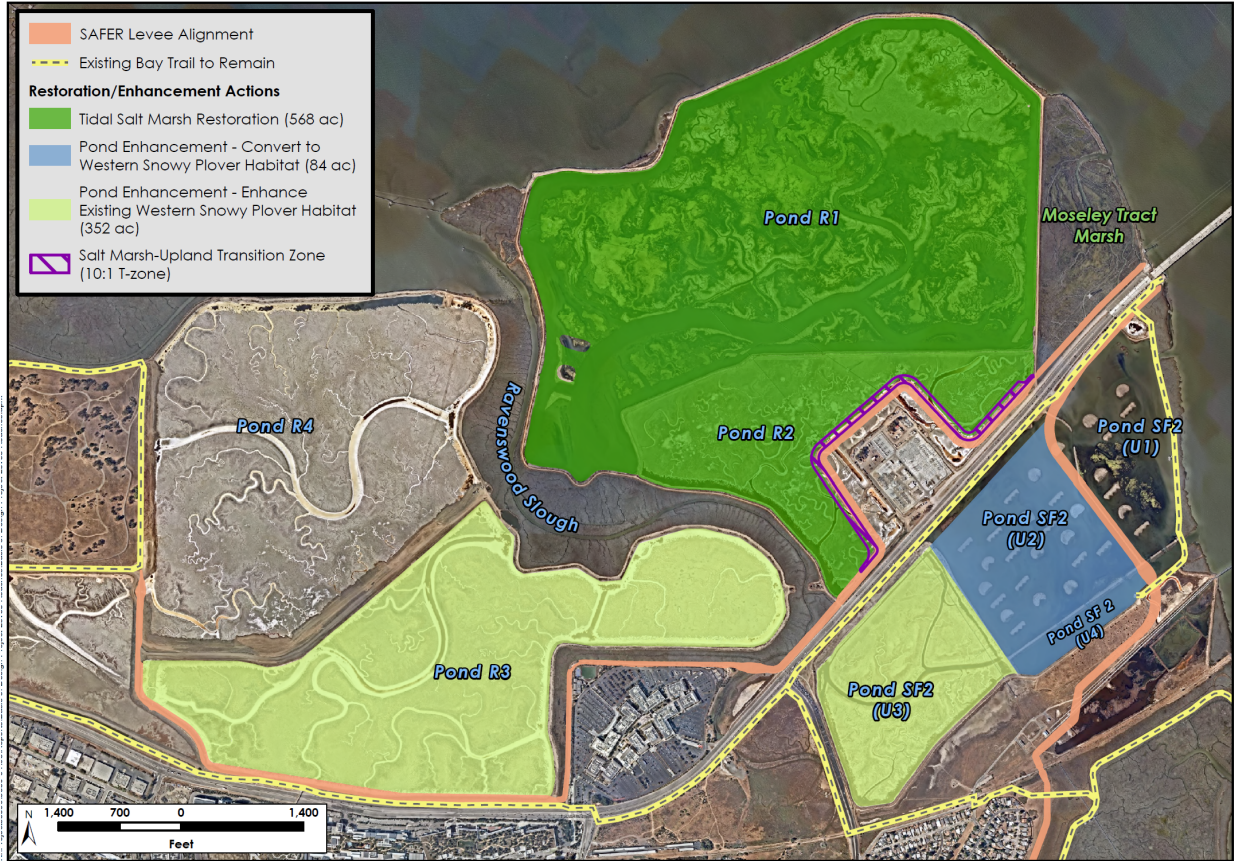 SAFER Levee Alignment
Existing Bay Trail to Remain
Restoration/Enhancement Actions
Tidal Salt Marsh Restoration (568 ac)
Pond Enhancement - Convert to
Western Snowy Plover Habitat (84 ac)
Pond Enhancement - Enhance
Existing Western Snowy Plover Habitat
(352 ac)
Salt Marsh-Upland Transition Zone
(10:1 T-zone)
Pond R1
Moseley Tract
Marsh
Pond R4
Ravenswood Slough
Pond R2
Pond SF2
(U1)
Pond SF2
(U2)
Pond SF 2
(U4)
Pond R3
Pond SF2
(U3)
N
1,400 700 0 1,400
Feet